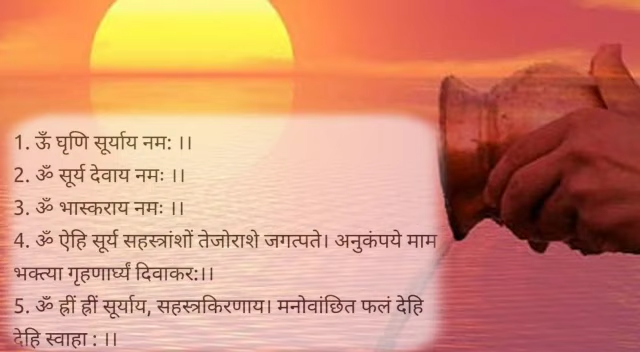 1. ऊँ घृणि सूर्याय नम: ।।
2. ॐ सूर्य देवाय नमः ।।
3. ॐ भास्कराय नमः ।।
4. ॐ ऐहि सूर्य सहस्त्रांशों तेजोराशे जगत्पते। अनुकंपये माम
भक्त्या गृहणार्घ्यं दिवाकर:।।
5. ॐ ह्रीं ह्रीं सूर्याय, सहस्त्रकिरणाय। मनोवांछित फलं देहि
देहि स्वाहा : ।।